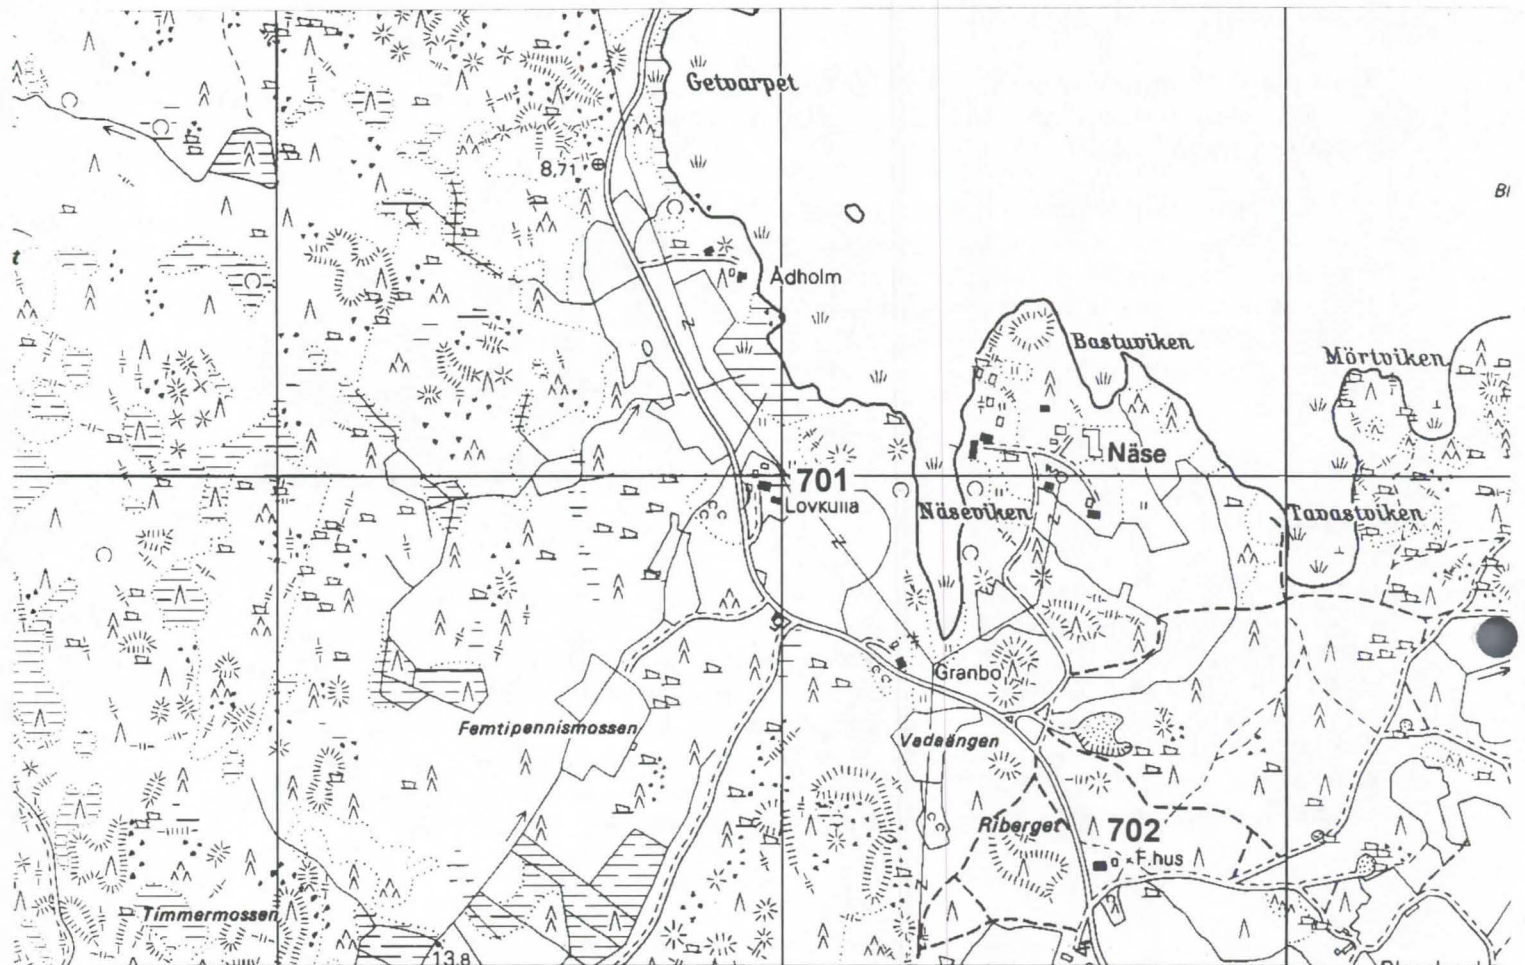 Getvarpet
8,71
Bl
t
Ådholm
Bastuviken
Mörtviken
Näse
701
Lovkulla
Näseviken
Tavastviken
Granbo
Femtipennismossen
Vadaängen
Riberget
702
F.hus
Timmermossen
13,8